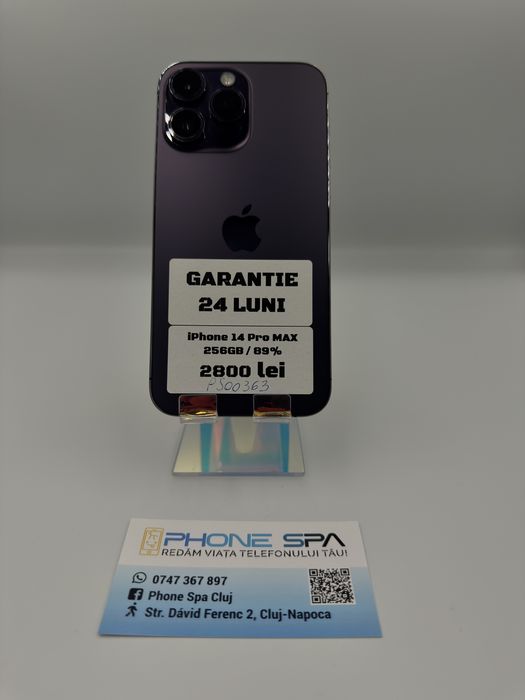 GARANTIE
24 LUNI
iPhone 14 Pro MAX
256GB / 89%
2800 lei
PS00363
PHONE SPA
REDĂM VIAȚA TELEFONULUI TĂU!
0747 367 897
Phone Spa Cluj
Str. Dávid Ferenc 2, Cluj-Napoca